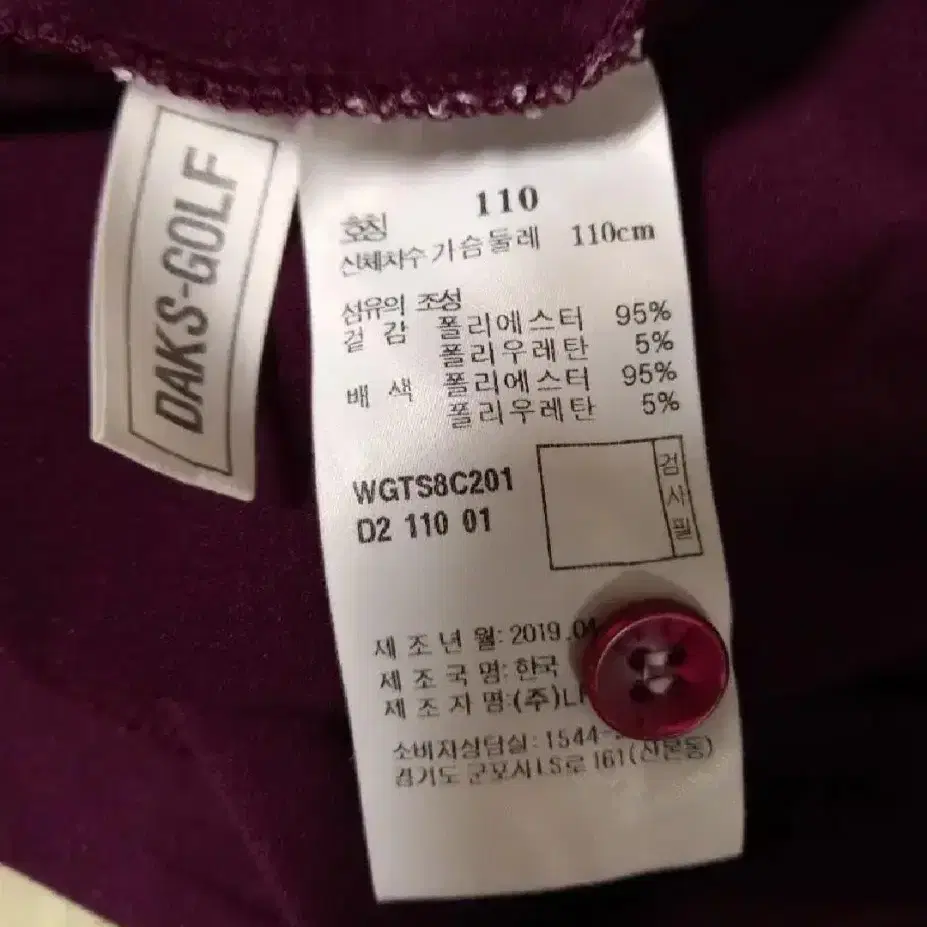 DAKS-GOLF
호칭 110
신체치수 가슴둘레 110cm
섬유의 조성
겉 감 폴리에스터 95%
폴리우레탄 5%
배 색 폴리에스터 95%
폴리우레탄 5%
WGTS8C201
D2 110 01
검사필
제 조 년 월: 2019.04
제 조 국 명: 한국
제 조 자 명:(주)
소비자상담실: 1544-
경기도 군포시 LS로 161(산본동)